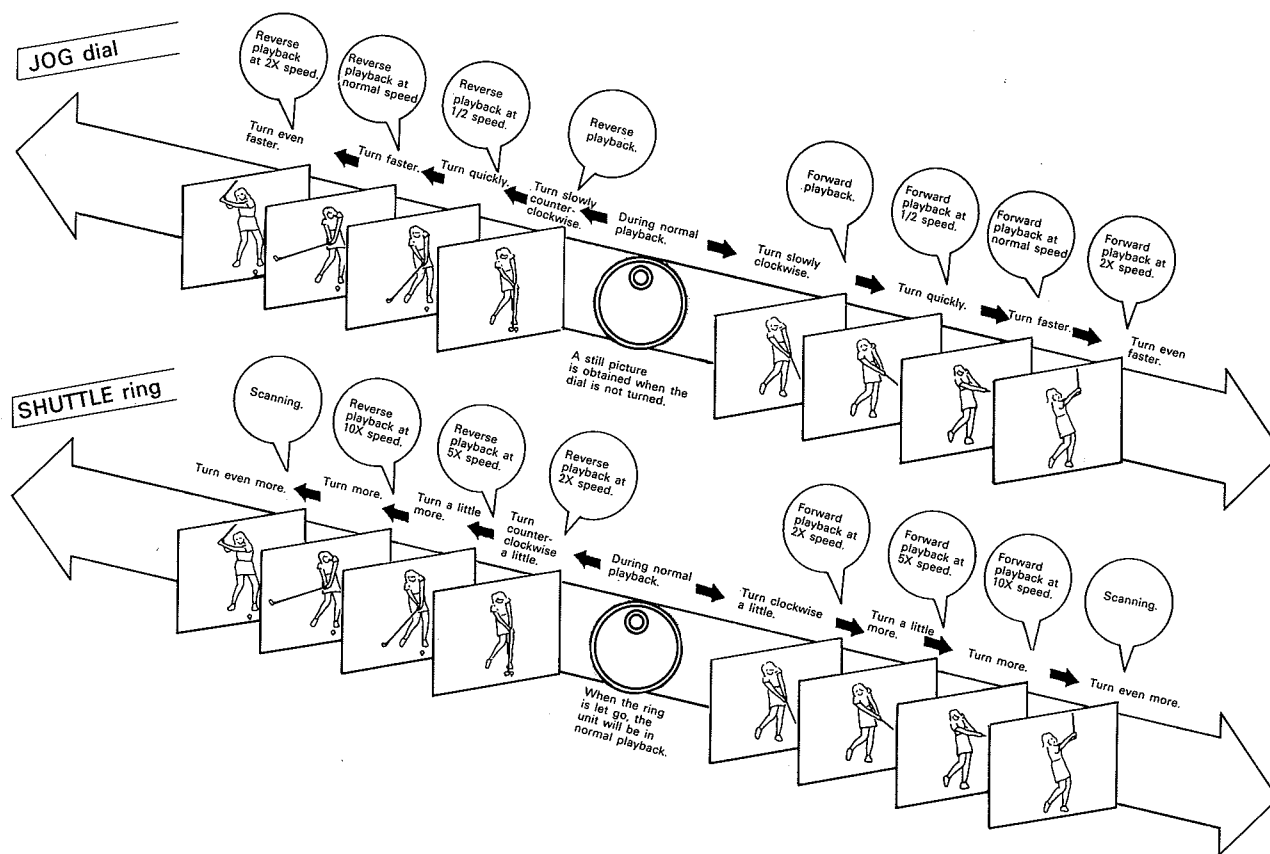 JOG dial
Reverse
playback
at 2X speed.
Reverse
playback at
normal speed
Reverse
playback at
1/2 speed.
Reverse
playback.
Turn even
faster.
Turn faster.
Turn quickly.
Turn slowly
counter-
clockwise.
During normal
playback.
Forward
playback.
Forward
playback at
1/2 speed.
Forward
playback at
normal speed
Forward
playback at
2X speed.
Turn slowly
clockwise.
Turn quickly.
Turn faster.
Turn even
faster.
A still picture
is obtained when the
dial is not turned.
SHUTTLE ring
Scanning.
Reverse
playback at
10X speed.
Reverse
playback at
5X speed.
Reverse
playback at
2X speed.
Turn even more.
Turn more.
Turn a little
more.
Turn
counter-
clockwise
a little.
During normal
playback.
Forward
playback at
2X speed.
Forward
playback at
5X speed.
Forward
playback at
10X speed.
Scanning.
Turn clockwise
a little.
Turn a little
more.
Turn more.
Turn even more.
When the ring
is let go, the
unit will be in
normal playback.